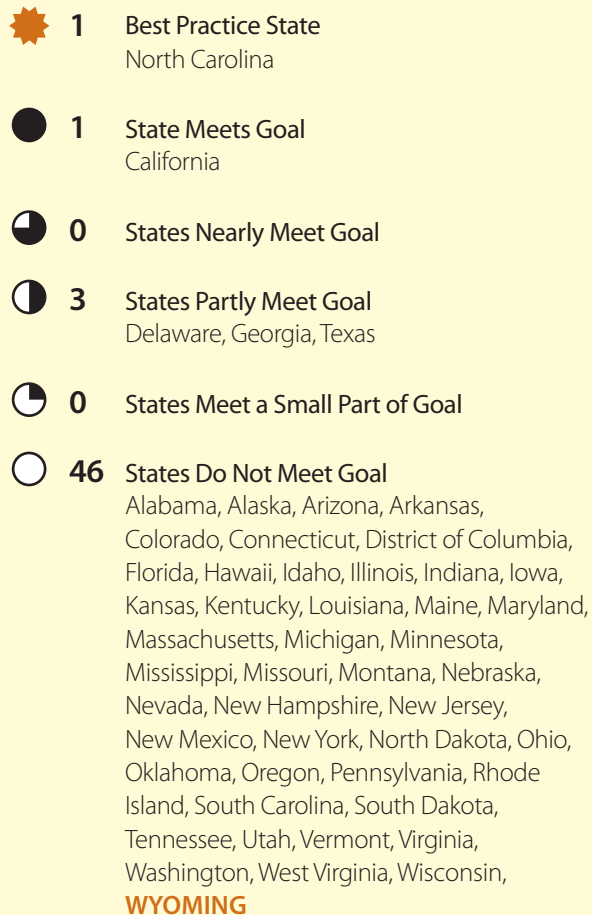 1 Best Practice State
North Carolina
1 State Meets Goal
California
0 States Nearly Meet Goal
3 States Partly Meet Goal
Delaware, Georgia, Texas
0 States Meet a Small Part of Goal
46 States Do Not Meet Goal
Alabama, Alaska, Arizona, Arkansas,
Colorado, Connecticut, District of Columbia,
Florida, Hawaii, Idaho, Illinois, Indiana, Iowa,
Kansas, Kentucky, Louisiana, Maine, Maryland,
Massachusetts, Michigan, Minnesota,
Mississippi, Missouri, Montana, Nebraska,
Nevada, New Hampshire, New Jersey,
New Mexico, New York, North Dakota, Ohio,
Oklahoma, Oregon, Pennsylvania, Rhode
Island, South Carolina, South Dakota,
Tennessee, Utah, Vermont, Virginia,
Washington, West Virginia, Wisconsin,
WYOMING